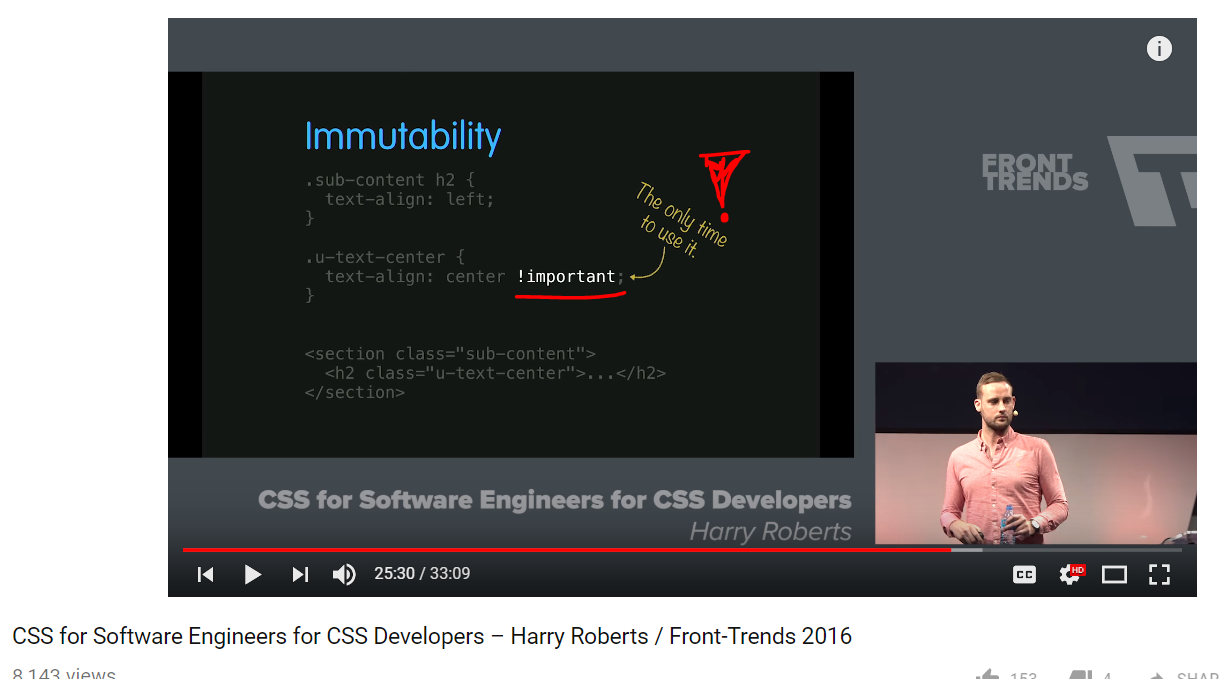 Immutability
.sub-content h2 {
text-align: left;
}
The only time
to use it.
.u-text-center {
text-align: center !important;
}
<section class="sub-content">
<h2 class="u-text-center">...</h2>
</section>
i
FRONT
TRENDS
CSS for Software Engineers for CSS Developers
Harry Roberts
25:30 / 33:09
CC
HD
CSS for Software Engineers for CSS Developers – Harry Roberts / Front-Trends 2016
8,143 views
153
4
SHAR